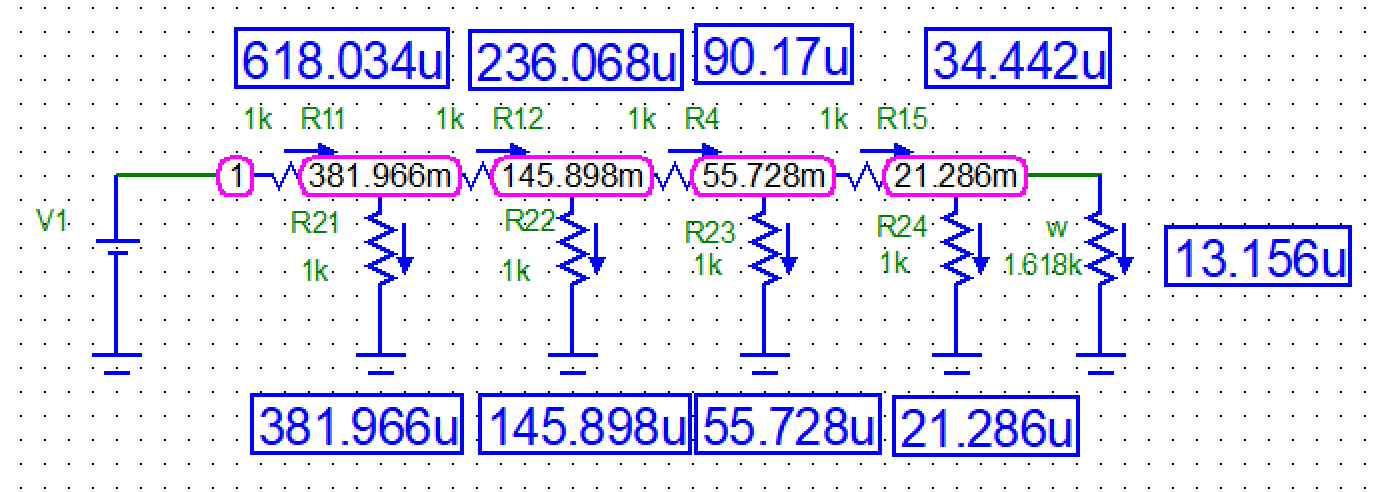 618.034u 236.068u 90.17u 34.442u
1k R11 1k R12 1k R4 1k R15
1 381.966m 145.898m 55.728m 21.286m
V1 R21 R22 R23 R24 w
1k 1k 1k 1k 1.618k 13.156u
381.966u 145.898u 55.728u 21.286u